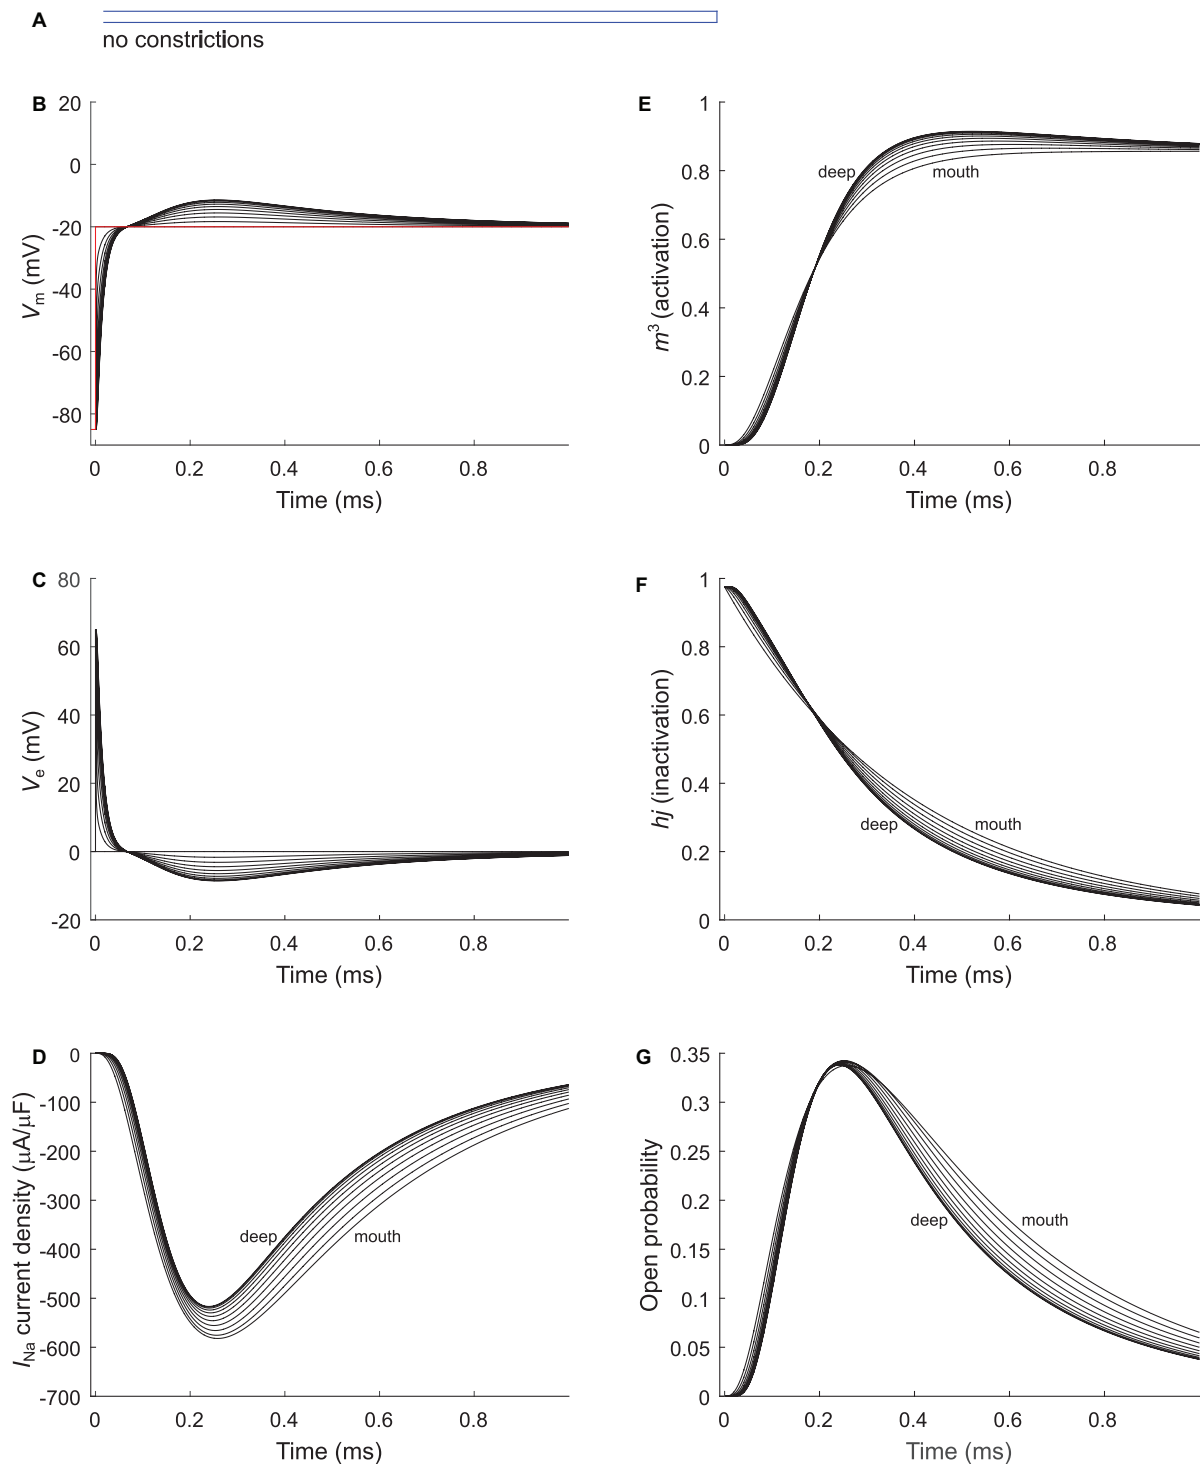 A
no constrictions
B
20
0
-20
-40
-60
-80
V_m (mV)
0 0.2 0.4 0.6 0.8
Time (ms)
E
1
0.8
0.6
0.4
0.2
0
m³ (activation)
deep
mouth
0 0.2 0.4 0.6 0.8
Time (ms)
C
80
60
40
20
0
-20
V_e (mV)
0 0.2 0.4 0.6 0.8
Time (ms)
F
1
0.8
0.6
0.4
0.2
0
hj (inactivation)
deep mouth
0 0.2 0.4 0.6 0.8
Time (ms)
D
0
-100
-200
-300
-400
-500
-600
-700
I_Na current density (μA/μF)
deep mouth
0 0.2 0.4 0.6 0.8
Time (ms)
G
0.35
0.3
0.25
0.2
0.15
0.1
0.05
0
Open probability
deep mouth
0 0.2 0.4 0.6 0.8
Time (ms)